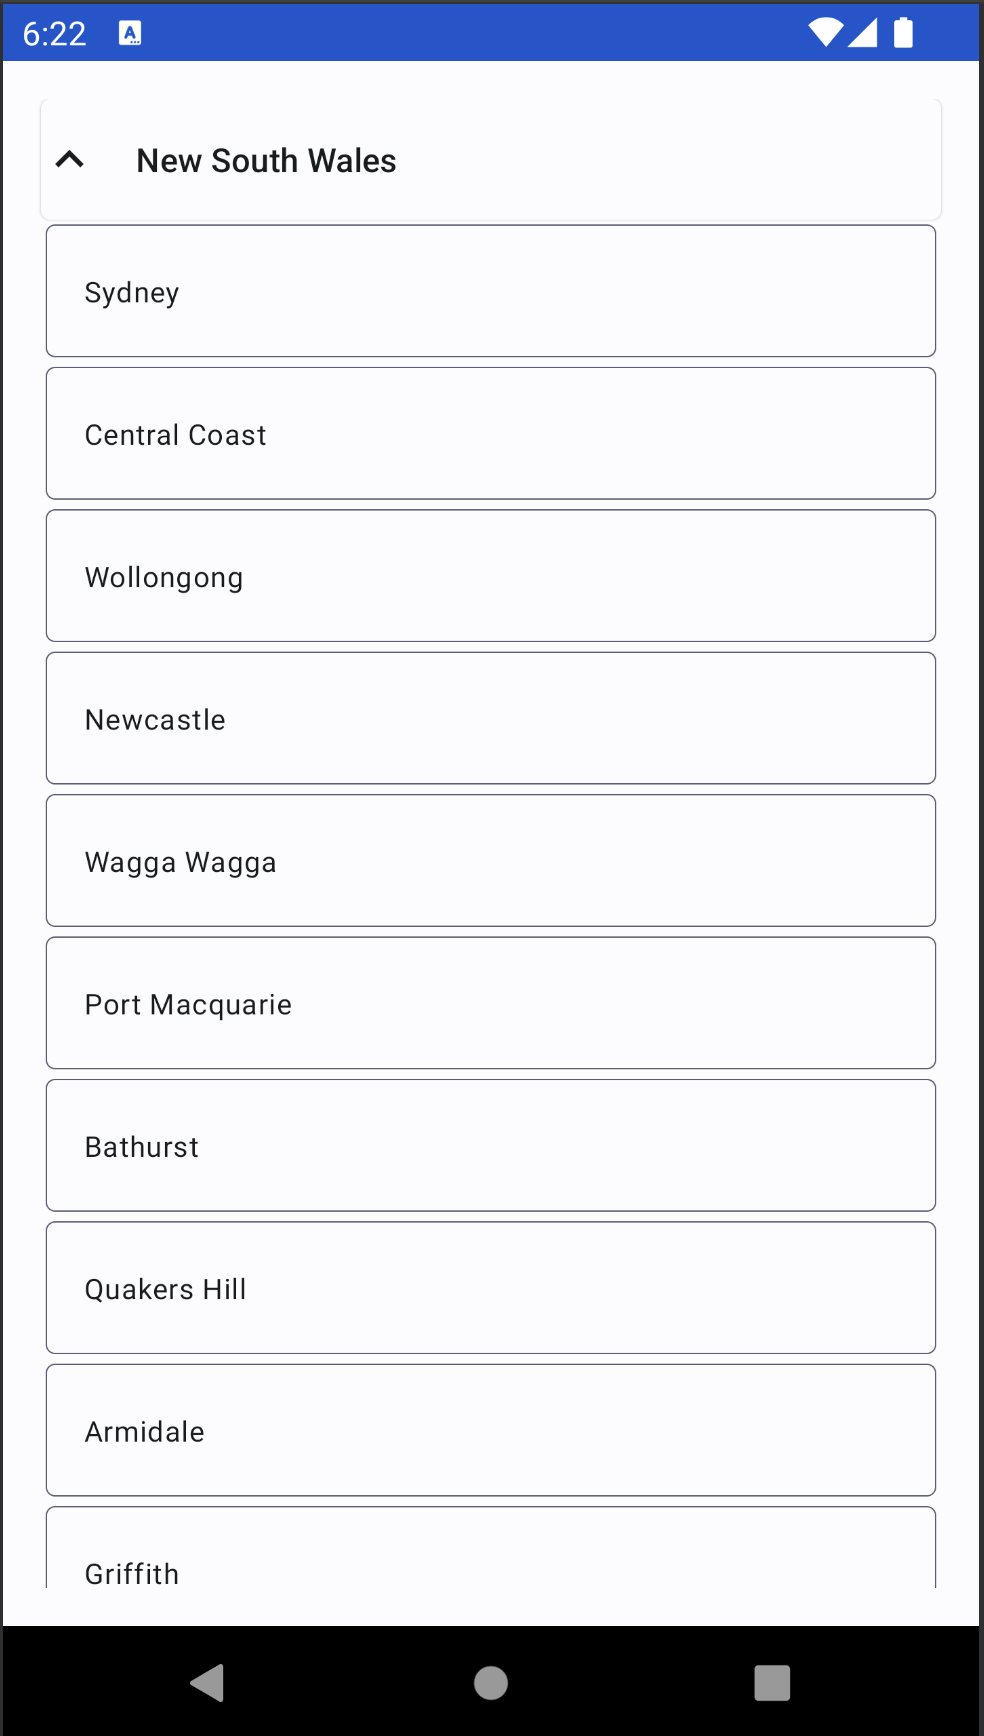 6:22 A
New South Wales
Sydney
Central Coast
Wollongong
Newcastle
Wagga Wagga
Port Macquarie
Bathurst
Quakers Hill
Armidale
Griffith